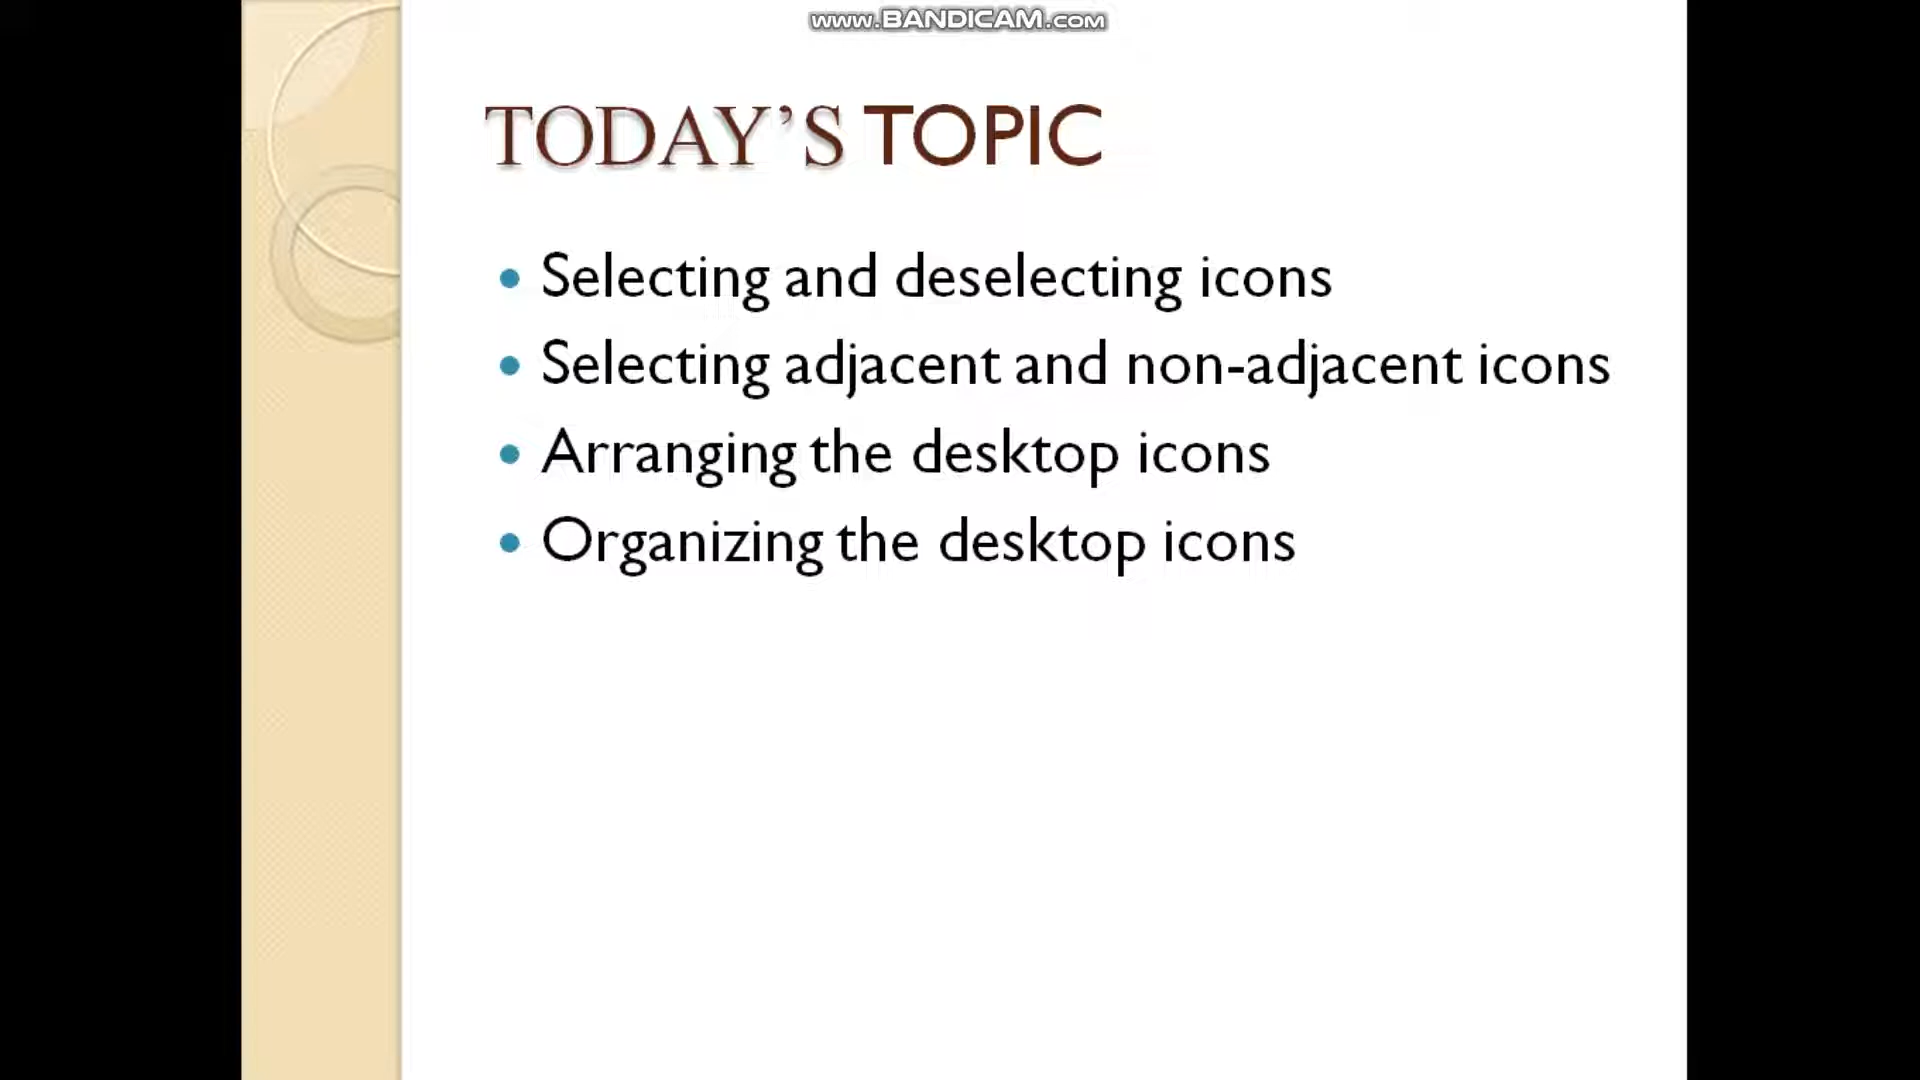 www.BANDICAM.com
TODAY’S TOPIC
• Selecting and deselecting icons
• Selecting adjacent and non-adjacent icons
• Arranging the desktop icons
• Organizing the desktop icons